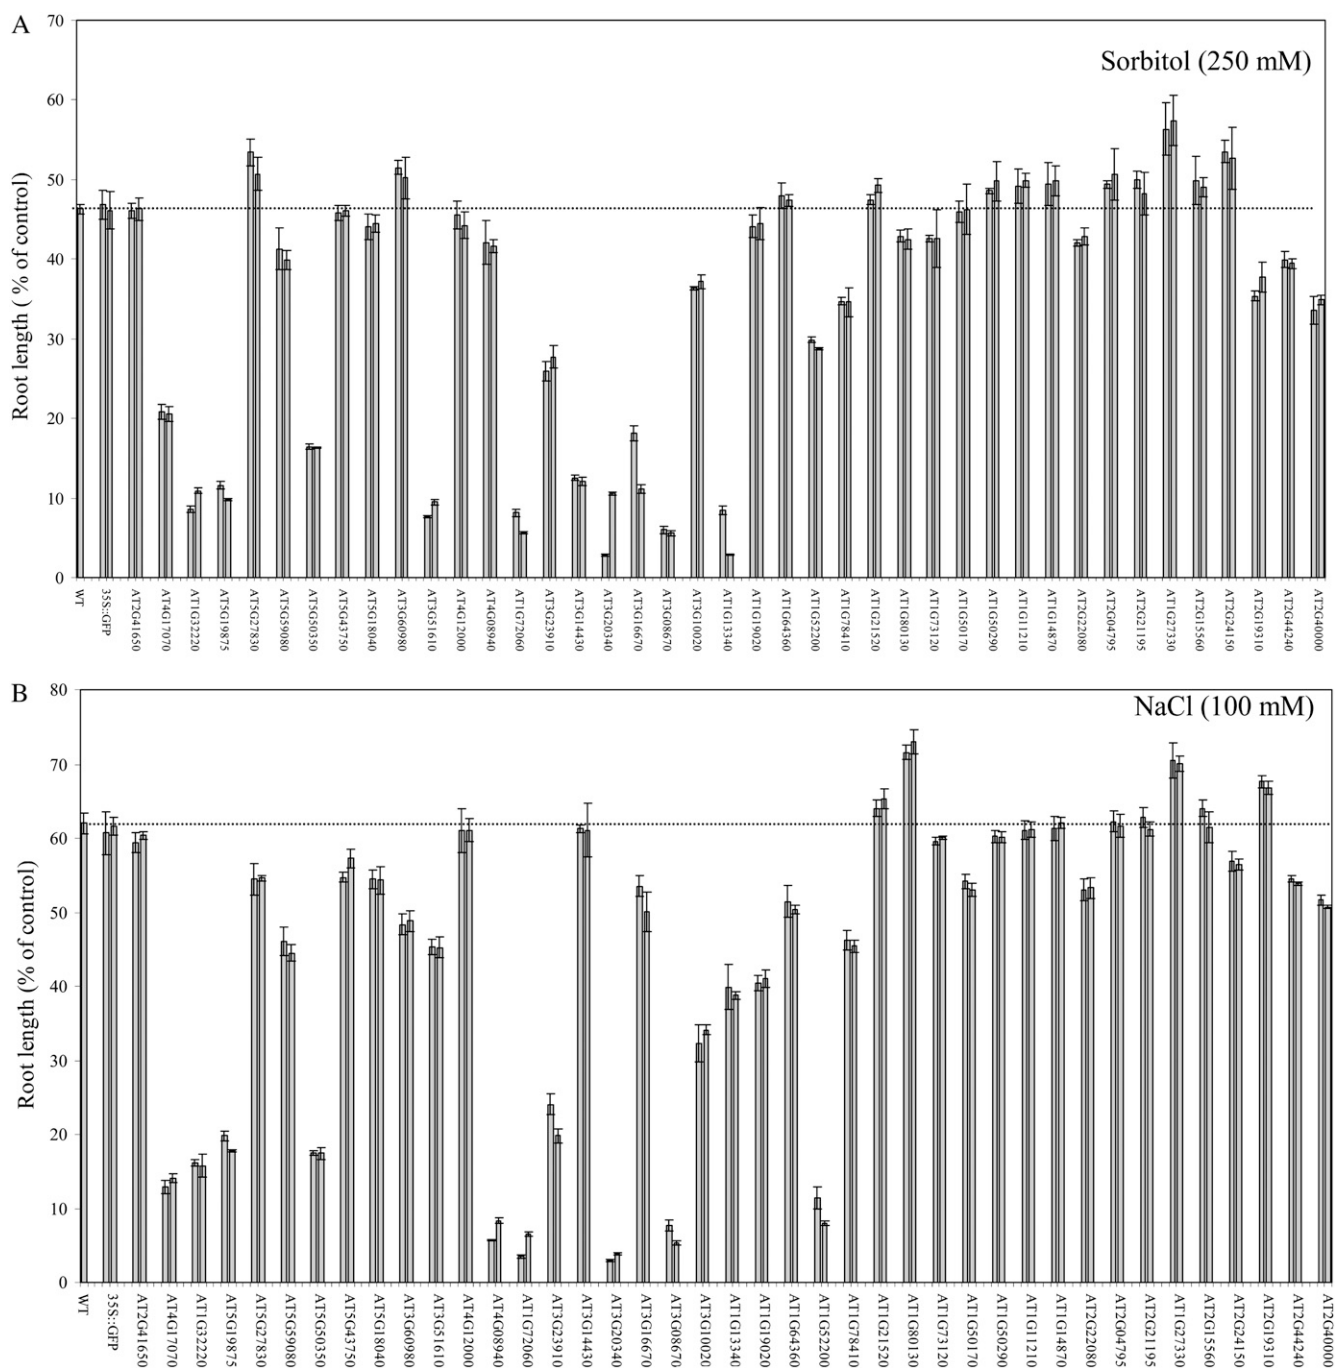 A
Sorbitol (250 mM)
Root length ( % of control)
70
60
50
40
30
20
10
0
WT
35S::GFP
AT2G41650
AT4G17070
AT1G32220
AT5G19875
AT5G27830
AT5G59080
AT5G50350
AT5G43750
AT5G18040
AT3G60980
AT3G51610
AT4G12000
AT4G08940
AT1G72060
AT3G23910
AT3G14430
AT3G20340
AT3G16670
AT3G08670
AT3G10020
AT1G13340
AT1G19020
AT1G64360
AT1G52200
AT1G78410
AT1G21520
AT1G80130
AT1G73120
AT1G50170
AT1G50290
AT1G11210
AT1G14870
AT2G22080
AT2G04795
AT2G21195
AT1G27330
AT2G15560
AT2G24150
AT2G19310
AT2G44240
AT2G40000
B
NaCl (100 mM)
Root length (% of control)
80
70
60
50
40
30
20
10
0
WT
35S::GFP
AT2G41650
AT4G17070
AT1G32220
AT5G19875
AT5G27830
AT5G59080
AT5G50350
AT5G43750
AT5G18040
AT3G60980
AT3G51610
AT4G12000
AT4G08940
AT1G72060
AT3G23910
AT3G14430
AT3G20340
AT3G16670
AT3G08670
AT3G10020
AT1G13340
AT1G19020
AT1G64360
AT1G52200
AT1G78410
AT1G21520
AT1G80130
AT1G73120
AT1G50170
AT1G50290
AT1G11210
AT1G14870
AT2G22080
AT2G04795
AT2G21195
AT1G27330
AT2G15560
AT2G24150
AT2G19310
AT2G44240
AT2G40000